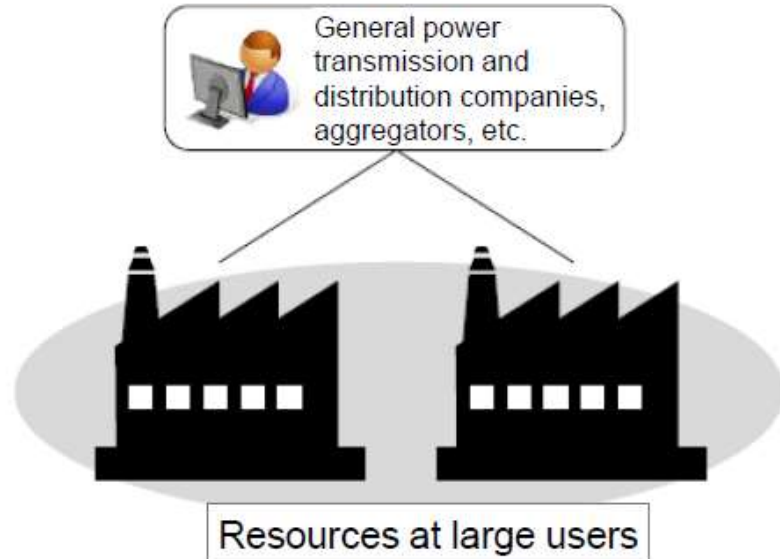 General power
transmission and
distribution companies,
aggregators, etc.
Resources at large users